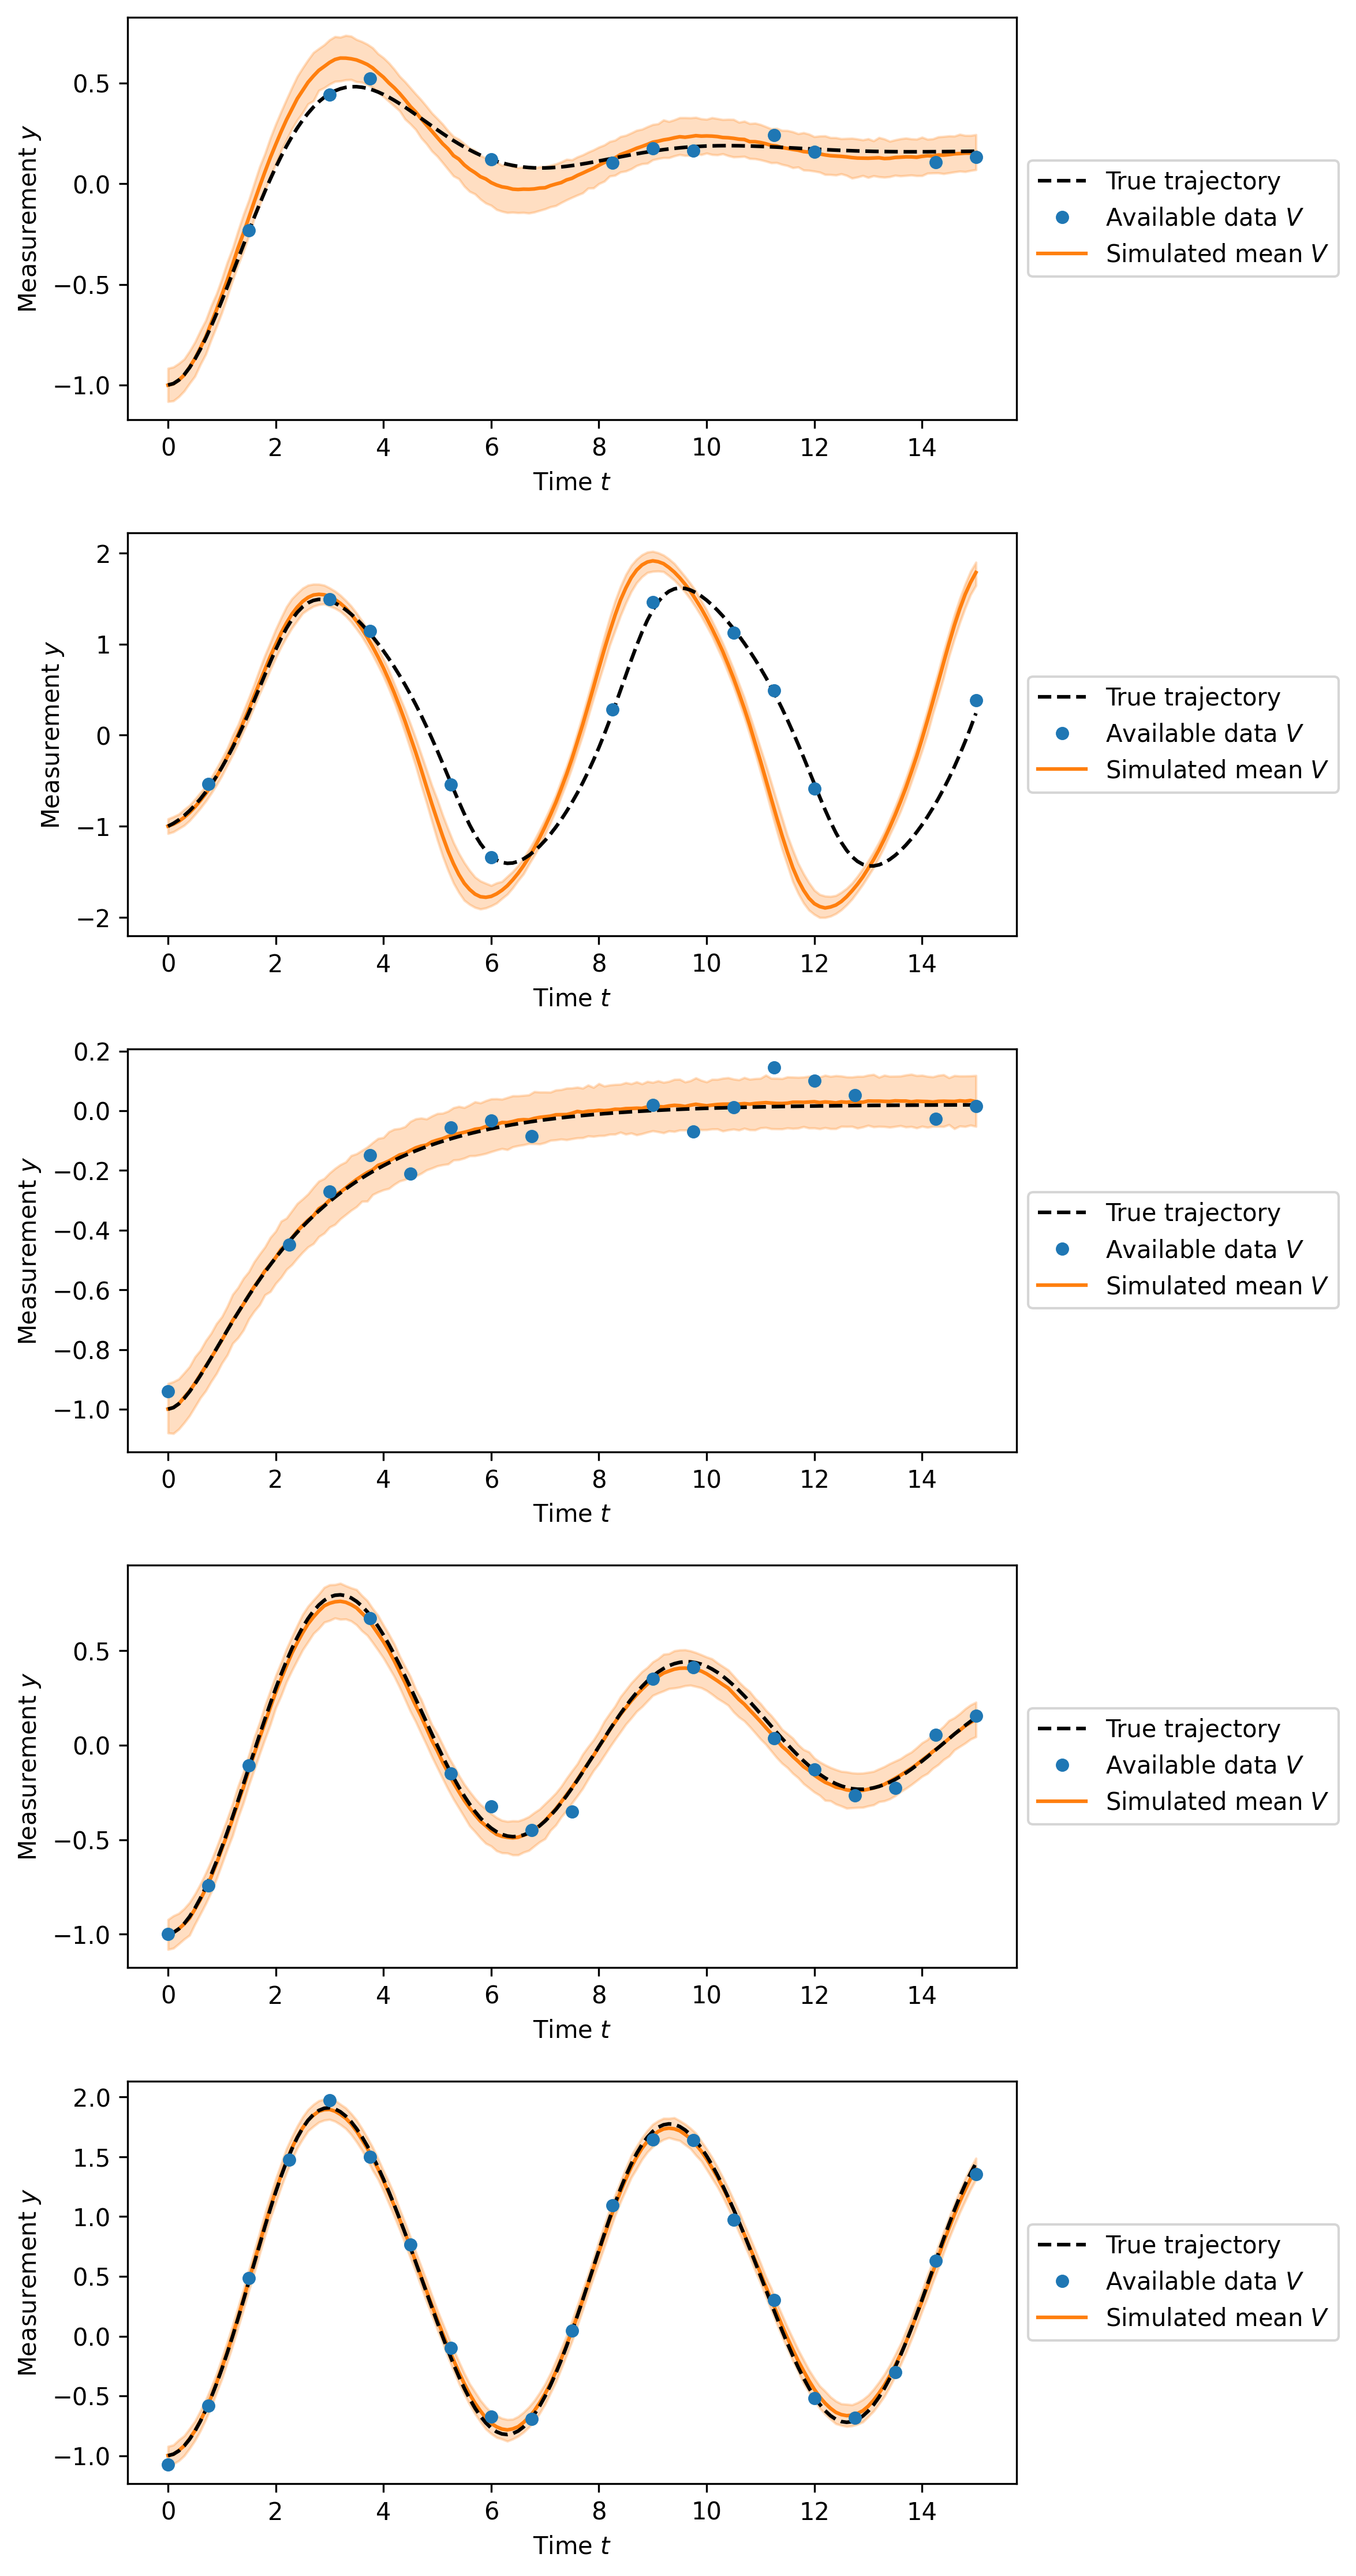 0.5
0.0
−0.5
−1.0
Measurement y
0 2 4 6 8 10 12 14
Time t
True trajectory
Available data V
Simulated mean V
2
1
0
−1
−2
Measurement y
0 2 4 6 8 10 12 14
Time t
True trajectory
Available data V
Simulated mean V
0.2
0.0
−0.2
−0.4
−0.6
−0.8
−1.0
Measurement y
0 2 4 6 8 10 12 14
Time t
True trajectory
Available data V
Simulated mean V
0.5
0.0
−0.5
−1.0
Measurement y
0 2 4 6 8 10 12 14
Time t
True trajectory
Available data V
Simulated mean V
2.0
1.5
1.0
0.5
0.0
−0.5
−1.0
Measurement y
0 2 4 6 8 10 12 14
Time t
True trajectory
Available data V
Simulated mean V